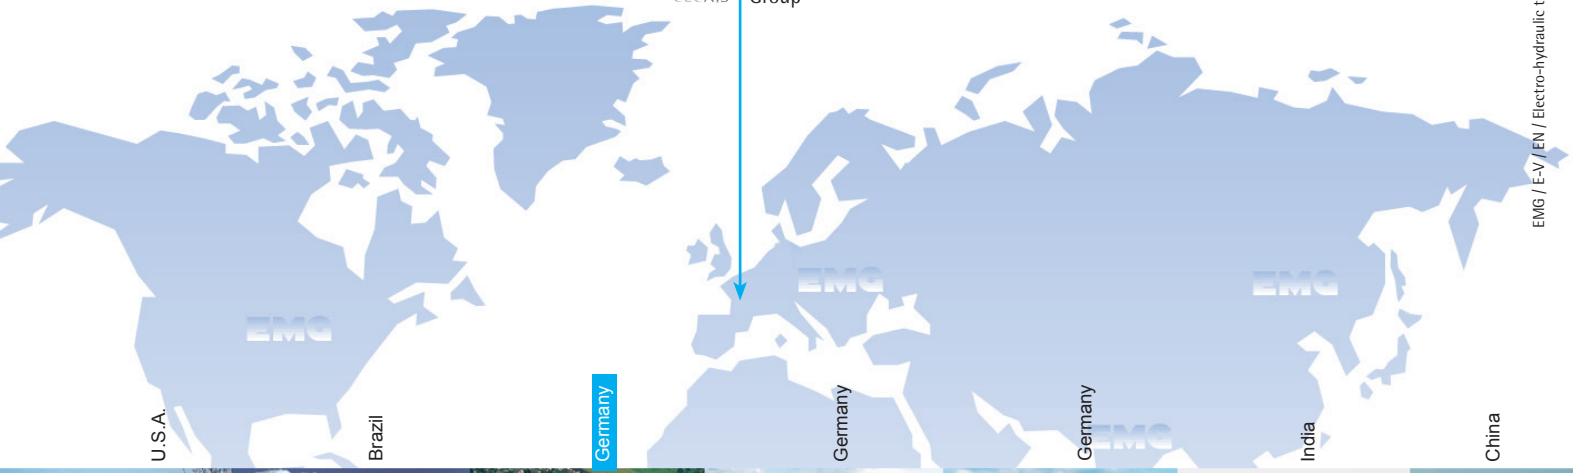 Group
EMG / E-V / EN / Electro-hydraulic
EMG
EMG
EMG
EMG
U.S.A.
Brazil
Germany
Germany
Germany
India
China